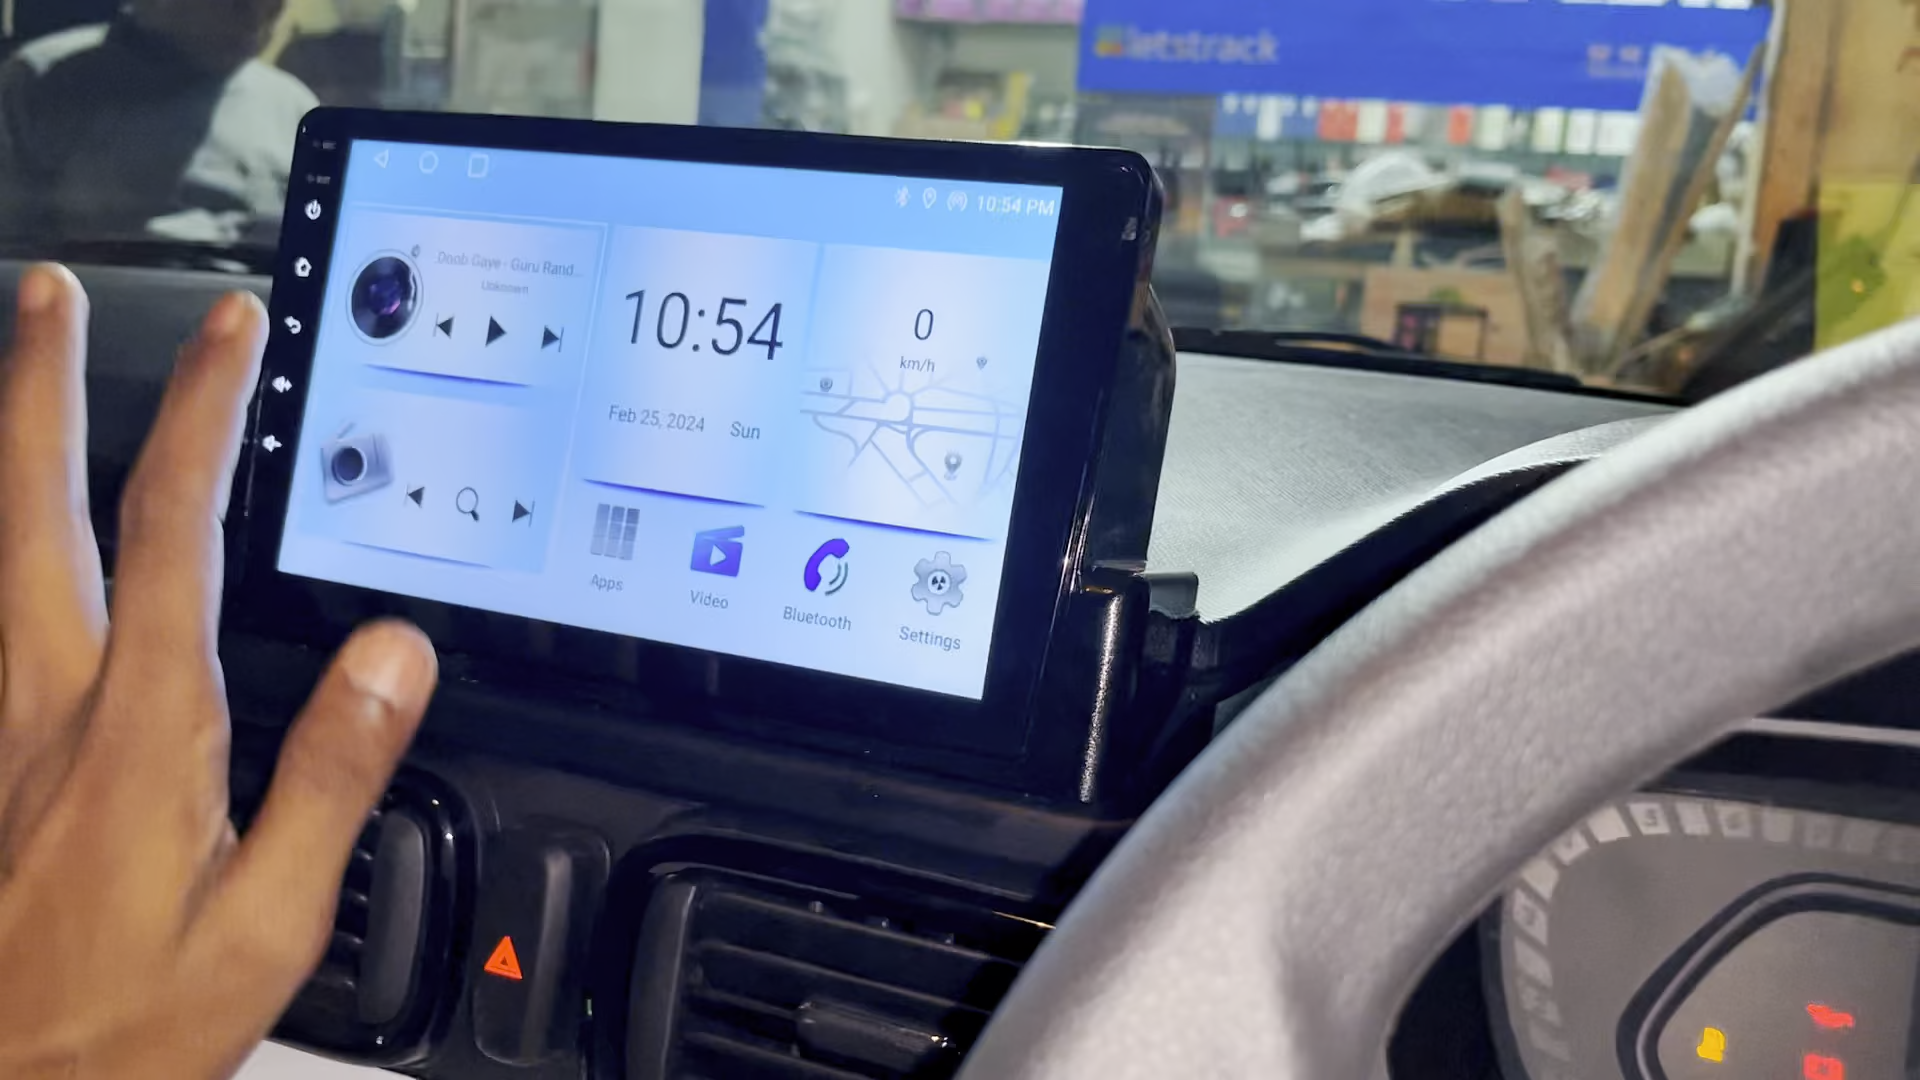 letstrack
10:54 PM
Doob Gaye - Guru Rand...
Unknown
10:54
Feb 25, 2024 Sun
0
km/h
Apps
Video
Bluetooth
Settings